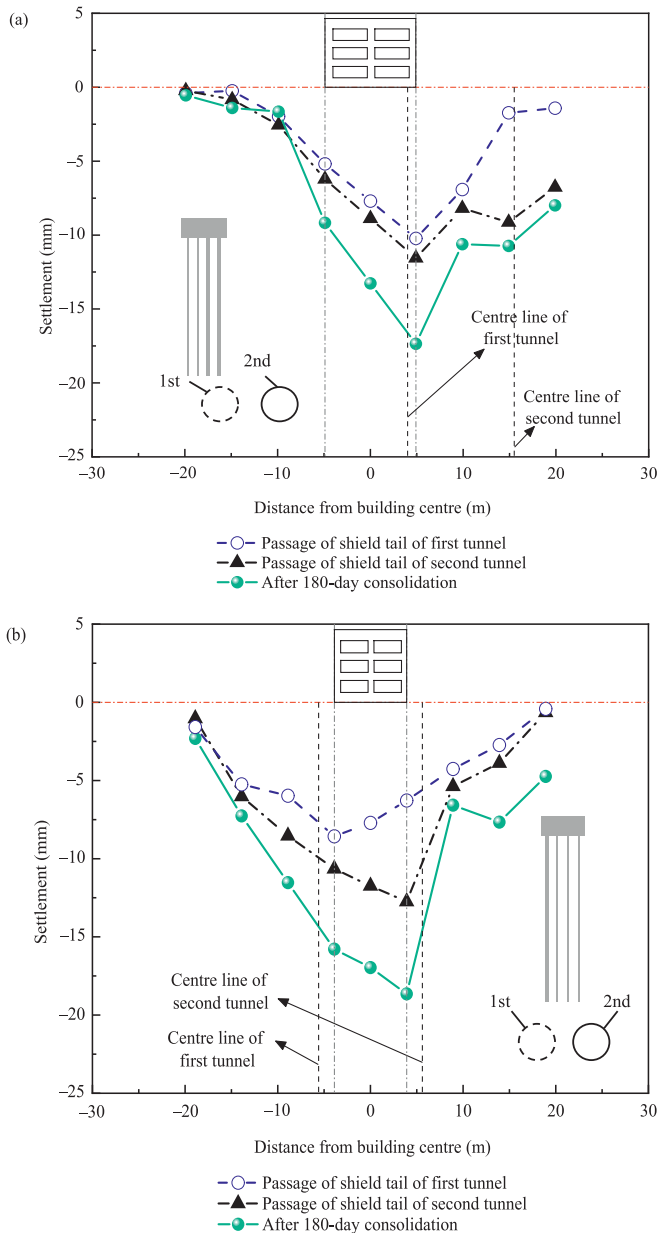 (a)
5
0
–5
–10
–15
–20
–25
Settlement (mm)
1st
2nd
Centre line of
first tunnel
Centre line of
second tunnel
–30
–20
–10
0
10
20
30
Distance from building centre (m)
Passage of shield tail of first tunnel
Passage of shield tail of second tunnel
After 180-day consolidation
(b)
5
0
–5
–10
–15
–20
–25
Settlement (mm)
Centre line of
second tunnel
Centre line of
first tunnel
1st
2nd
–30
–20
–10
0
10
20
30
Distance from building centre (m)
Passage of shield tail of first tunnel
Passage of shield tail of second tunnel
After 180-day consolidation